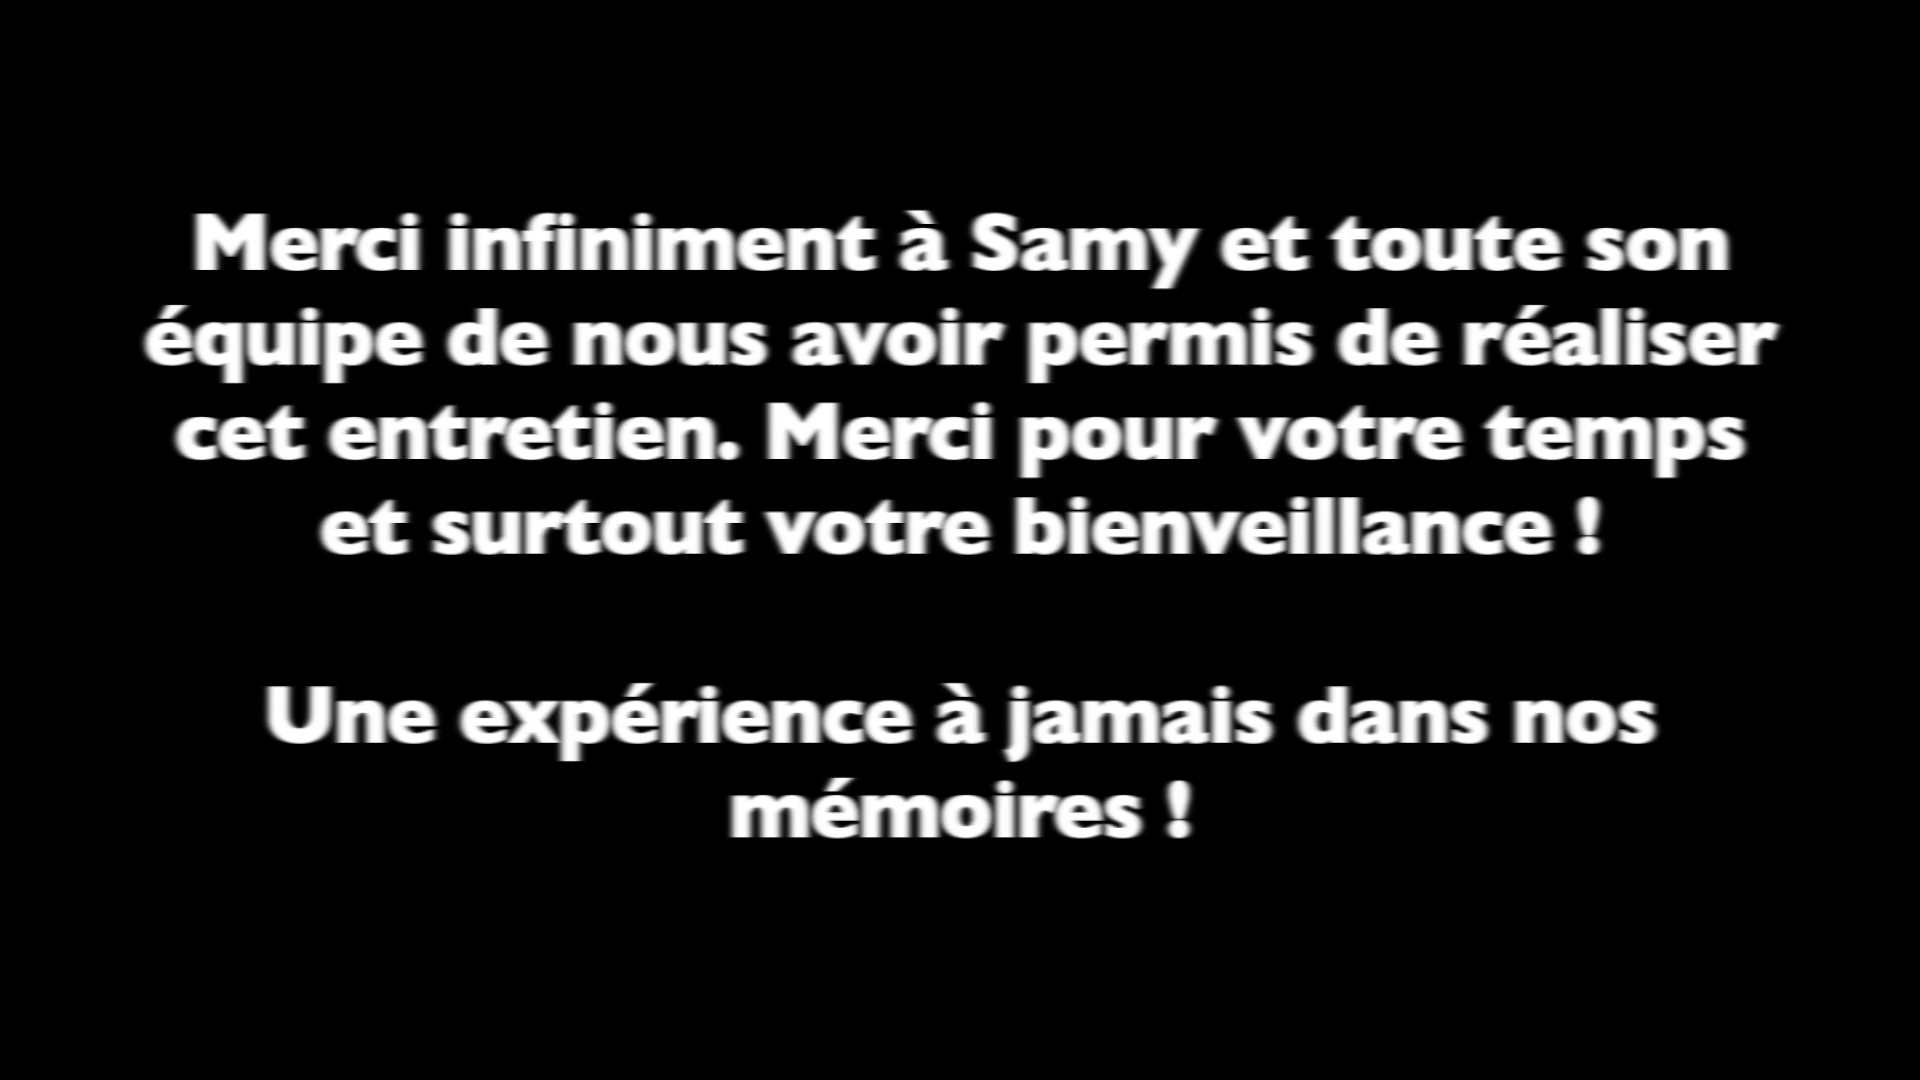 Merci infiniment à Samy et toute son
équipe de nous avoir permis de réaliser
cet entretien. Merci pour votre temps
et surtout votre bienveillance !
Une expérience à jamais dans nos
mémoires !